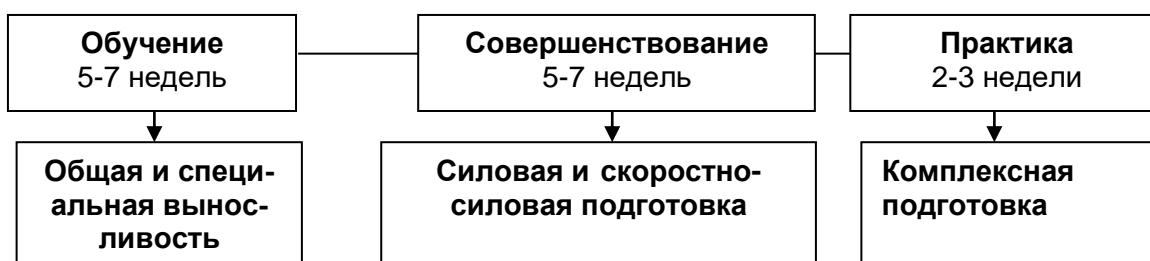 Обучение
5-7 недель
Совершенствование
5-7 недель
Практика
2-3 недели
Общая и специ-
альная вынос-
ливость
Силовая и скоростно-
силовая подготовка
Комплексная
подготовка